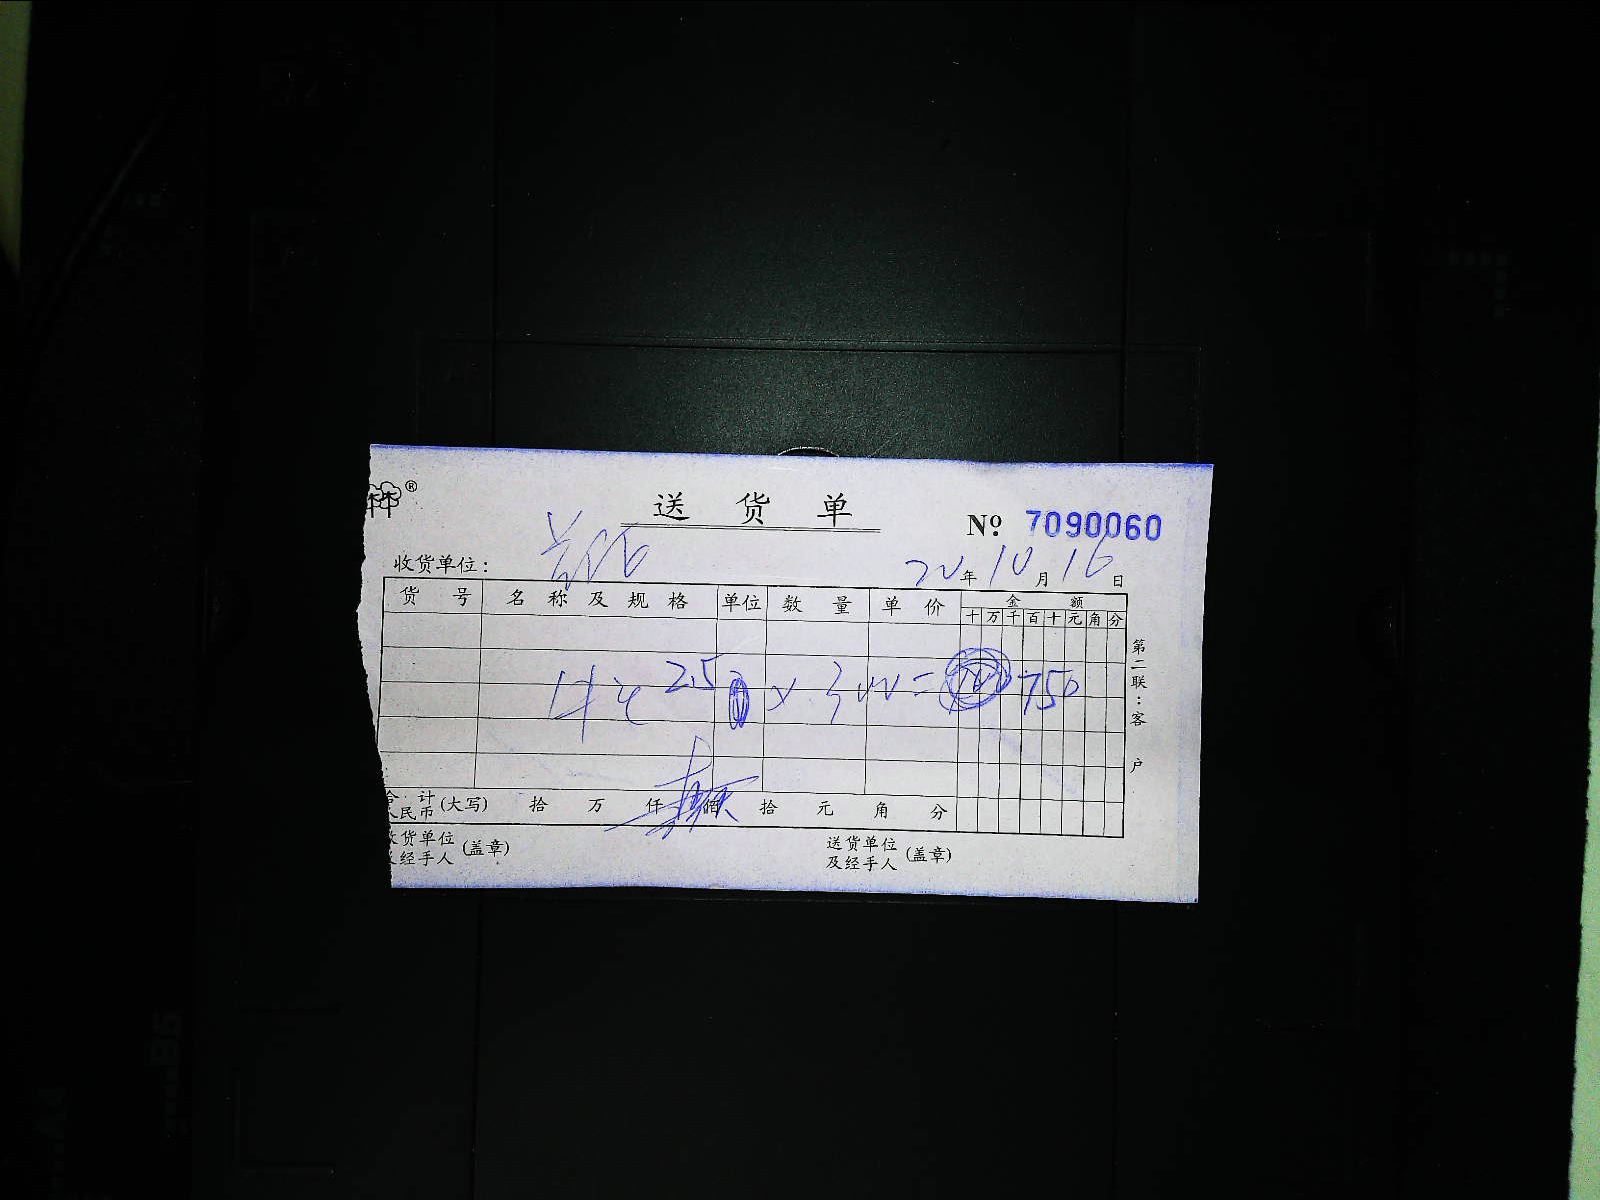 ®
送 货 单
Nº 7090060
收货单位:
22 年 10 月 16 日
货 号 名 称 及 规 格 单位 数 量 单 价 金 额
十 万 千 百 十 元 角 分
2.5 × 300 = 750
合 计 人民币 (大写) 拾 万 仟 佰 拾 元 角 分
收货单位 及经手人 (盖章) 送货单位 及经手人 (盖章)
第二联:客户